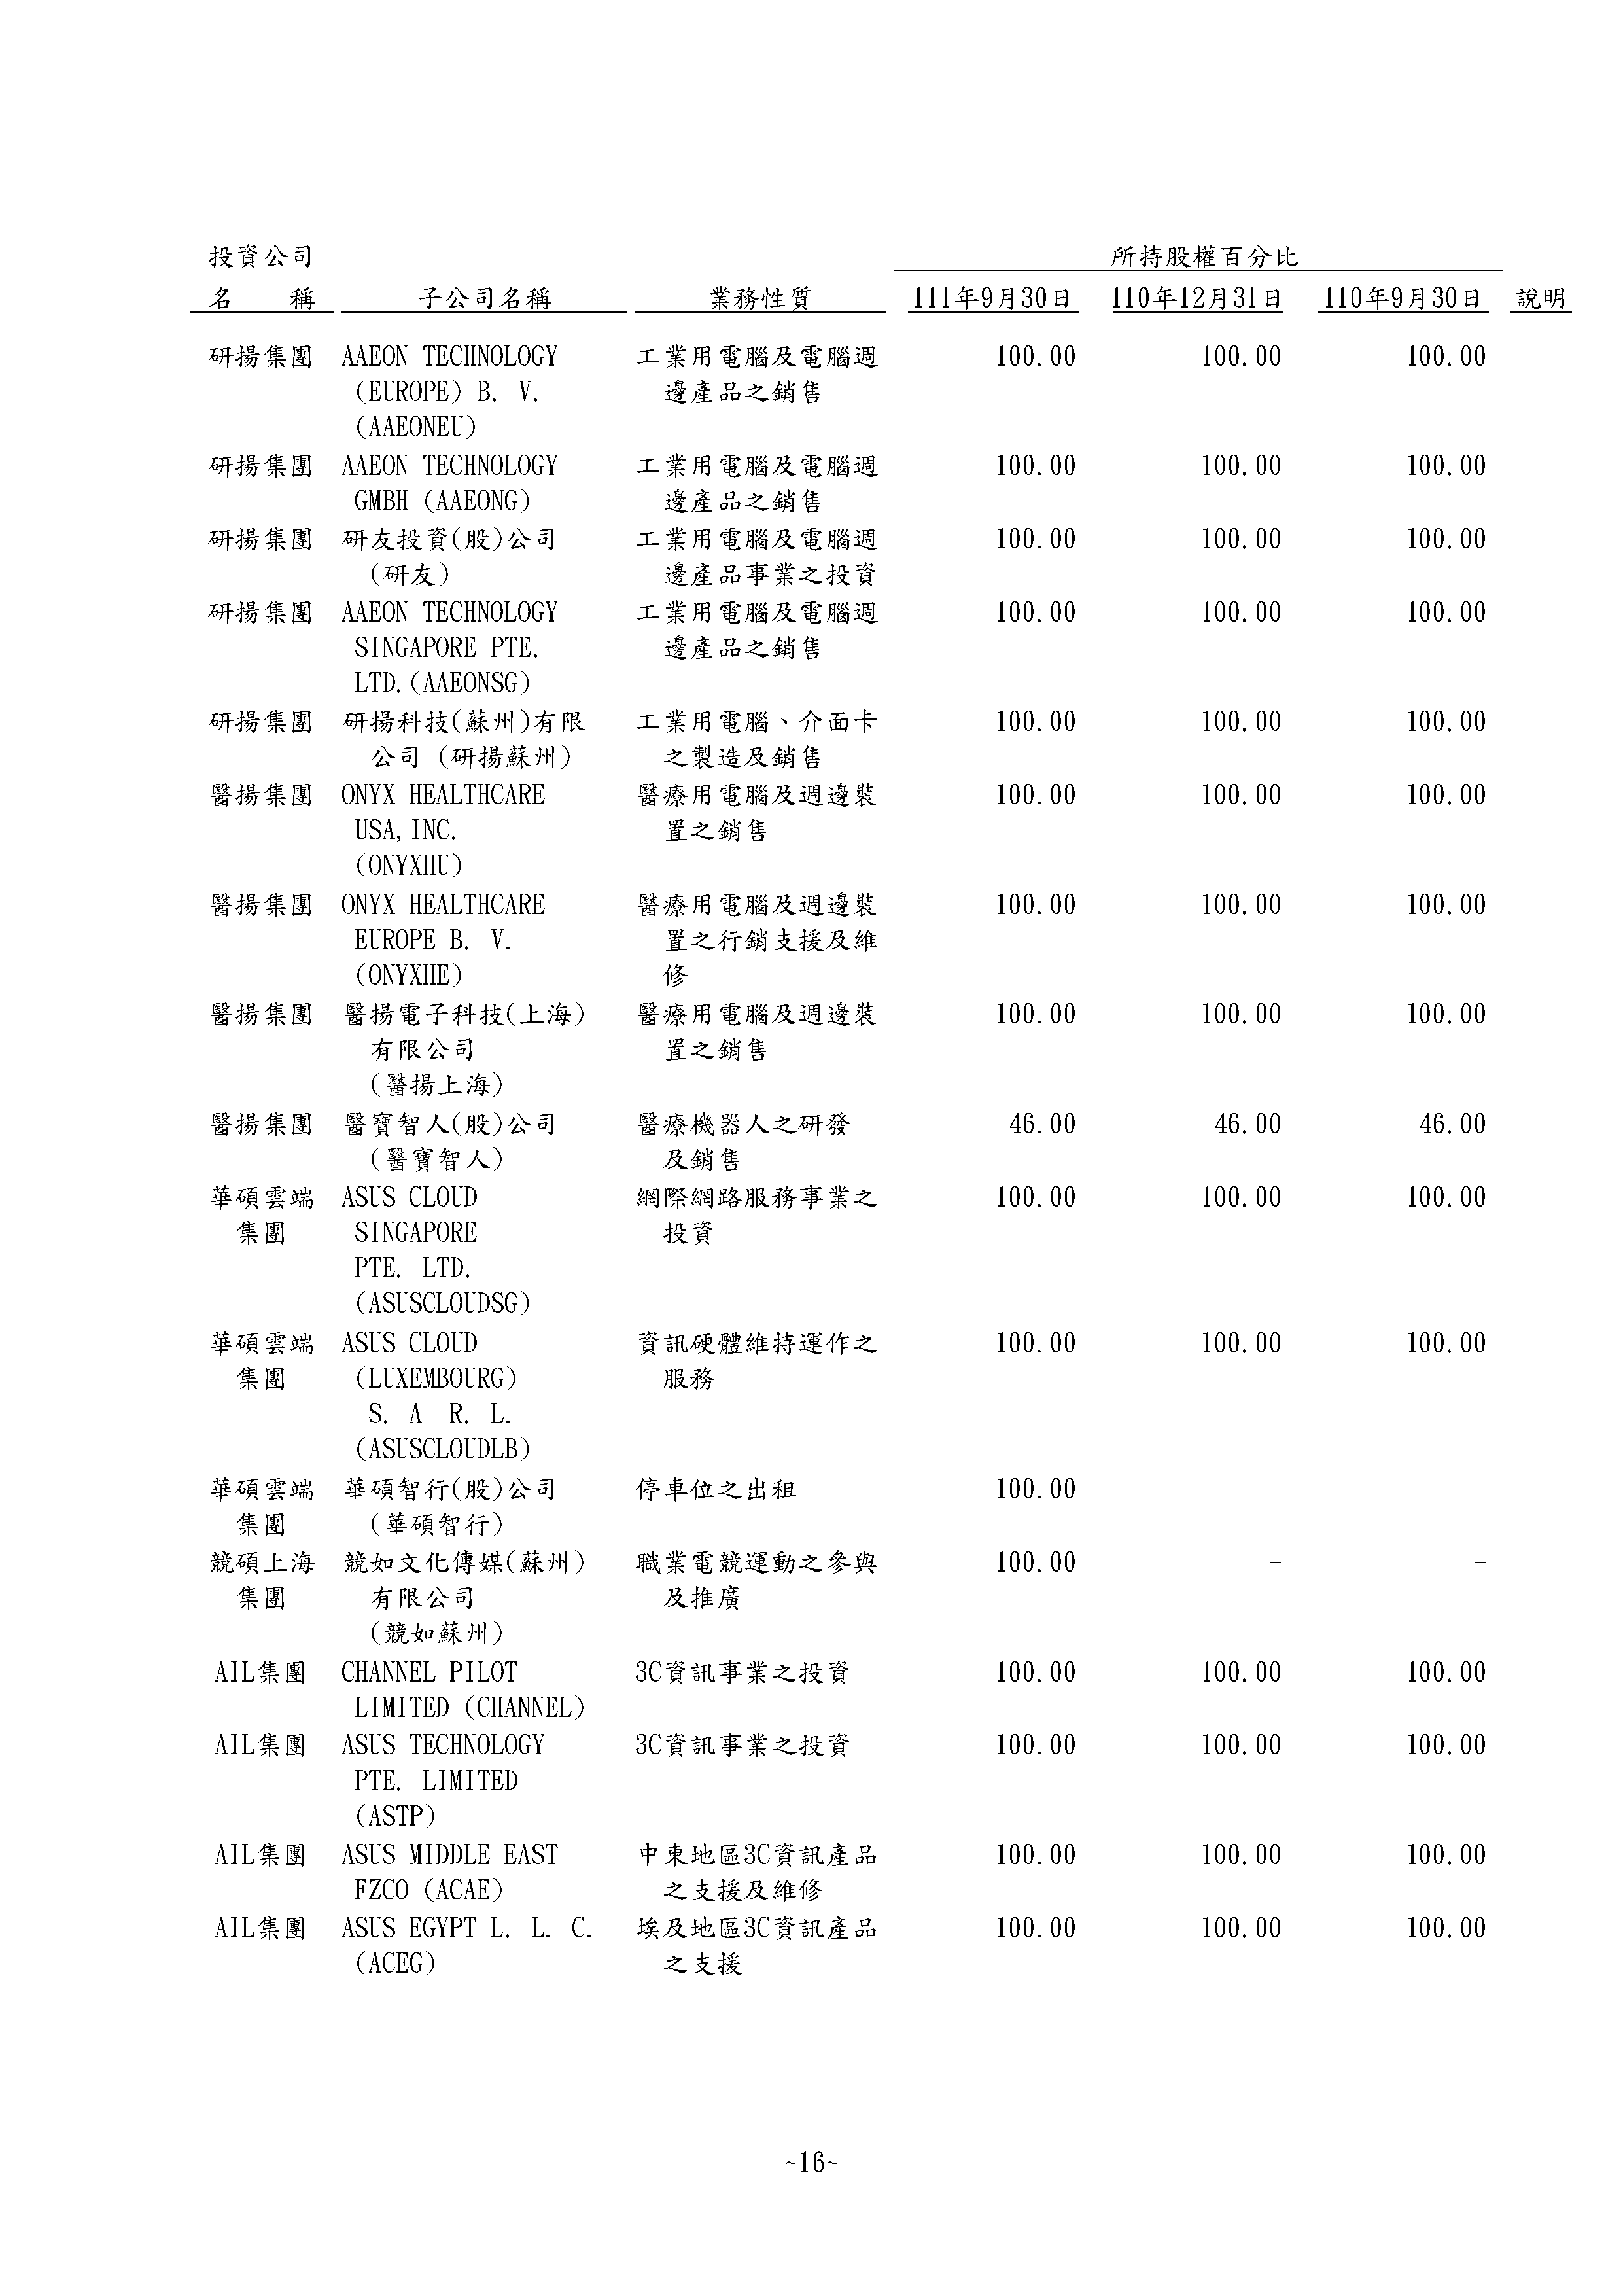 投資公司 所持股權百分比
名　　稱 子公司名稱 業務性質 111年9月30日 110年12月31日 110年9月30日 說明
研揚集團 AAEON TECHNOLOGY 工業用電腦及電腦週 100.00 100.00 100.00
(EUROPE) B. V. 邊產品之銷售
(AAEONEU)
研揚集團 AAEON TECHNOLOGY 工業用電腦及電腦週 100.00 100.00 100.00
GMBH (AAEONG) 邊產品之銷售
研揚集團 研友投資(股)公司 工業用電腦及電腦週 100.00 100.00 100.00
(研友) 邊產品事業之投資
研揚集團 AAEON TECHNOLOGY 工業用電腦及電腦週 100.00 100.00 100.00
SINGAPORE PTE. 邊產品之銷售
LTD.(AAEONSG)
研揚集團 研揚科技(蘇州)有限 工業用電腦、介面卡 100.00 100.00 100.00
公司 (研揚蘇州) 之製造及銷售
醫揚集團 ONYX HEALTHCARE 醫療用電腦及週邊裝 100.00 100.00 100.00
USA,INC. 置之銷售
(ONYXHU)
醫揚集團 ONYX HEALTHCARE 醫療用電腦及週邊裝 100.00 100.00 100.00
EUROPE B. V. 置之行銷支援及維
(ONYXHE) 修
醫揚集團 醫揚電子科技(上海) 醫療用電腦及週邊裝 100.00 100.00 100.00
有限公司 置之銷售
(醫揚上海)
醫揚集團 醫寶智人(股)公司 醫療機器人之研發 46.00 46.00 46.00
(醫寶智人) 及銷售
華碩雲端 ASUS CLOUD 網際網路服務事業之 100.00 100.00 100.00
集團 SINGAPORE 投資
PTE. LTD.
(ASUSCLOUDSG)
華碩雲端 ASUS CLOUD 資訊硬體維持運作之 100.00 100.00 100.00
集團 (LUXEMBOURG) 服務
S. A R. L.
(ASUSCLOUDLB)
華碩雲端 華碩智行(股)公司 停車位之出租 100.00 - -
集團 (華碩智行)
競碩上海 競如文化傳媒(蘇州) 職業電競運動之參與 100.00 - -
集團 有限公司 及推廣
(競如蘇州)
AIL集團 CHANNEL PILOT 3C資訊事業之投資 100.00 100.00 100.00
LIMITED (CHANNEL)
AIL集團 ASUS TECHNOLOGY 3C資訊事業之投資 100.00 100.00 100.00
PTE. LIMITED
(ASTP)
AIL集團 ASUS MIDDLE EAST 中東地區3C資訊產品 100.00 100.00 100.00
FZCO (ACAE) 之支援及維修
AIL集團 ASUS EGYPT L. L. C. 埃及地區3C資訊產品 100.00 100.00 100.00
(ACEG) 之支援
~16~